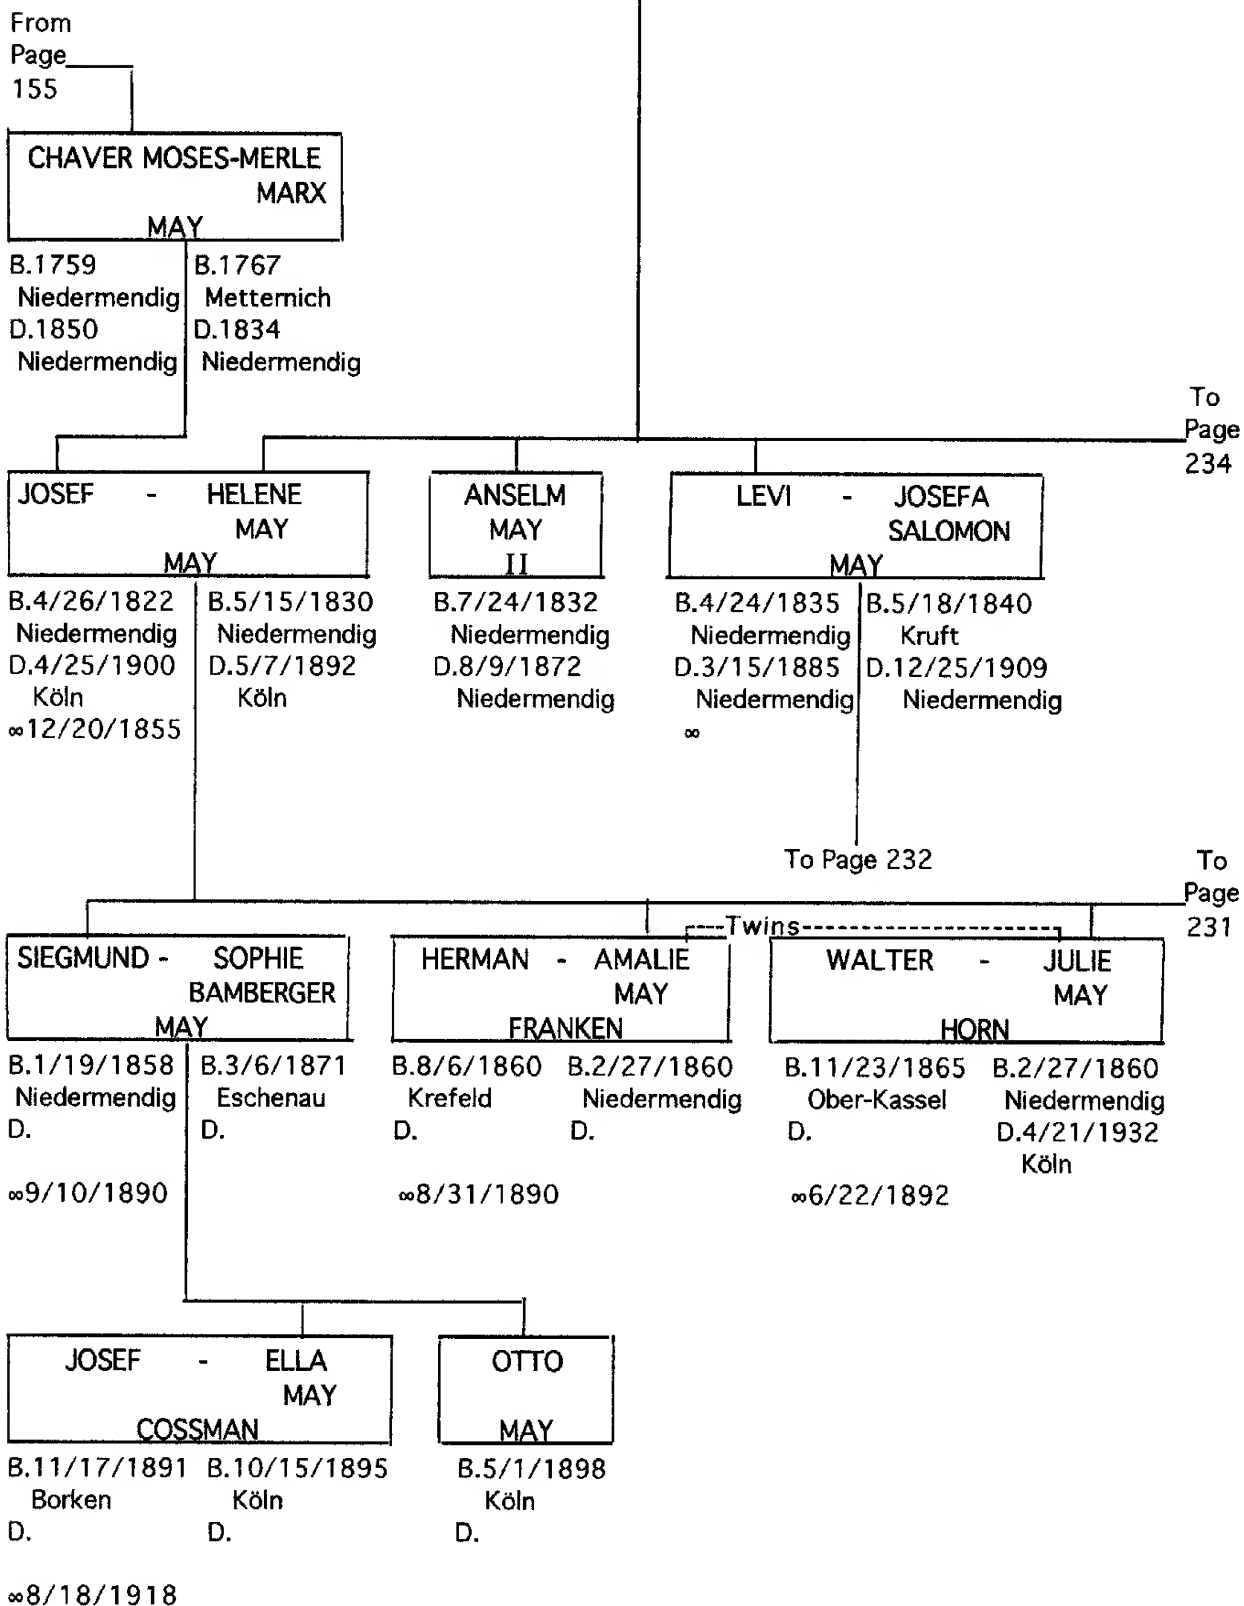 From
Page
155
CHAVER MOSES-MERLE
MARX
MAY
B.1759 B.1767
Niedermendig Metternich
D.1850 D.1834
Niedermendig Niedermendig
To
Page
234
JOSEF - HELENE
MAY
MAY
ANSELM
MAY
II
LEVI - JOSEFA
SALOMON
MAY
B.4/26/1822 B.5/15/1830
Niedermendig Niedermendig
D.4/25/1900 D.5/7/1892
Köln Köln
∞12/20/1855
B.7/24/1832
Niedermendig
D.8/9/1872
Niedermendig
B.4/24/1835 B.5/18/1840
Niedermendig Kruft
D.3/15/1885 D.12/25/1909
Niedermendig Niedermendig
∞
To Page 232
To
Page
231
Twins
SIEGMUND - SOPHIE
BAMBERGER
MAY
HERMAN - AMALIE
MAY
FRANKEN
WALTER - JULIE
MAY
HORN
B.1/19/1858 B.3/6/1871
Niedermendig Eschenau
D. D.
∞9/10/1890
B.8/6/1860 B.2/27/1860
Krefeld Niedermendig
D. D.
∞8/31/1890
B.11/23/1865 B.2/27/1860
Ober-Kassel Niedermendig
D. D.4/21/1932
Köln
∞6/22/1892
JOSEF - ELLA
MAY
COSSMAN
OTTO
MAY
B.11/17/1891 B.10/15/1895
Borken Köln
D. D.
∞8/18/1918
B.5/1/1898
Köln
D.